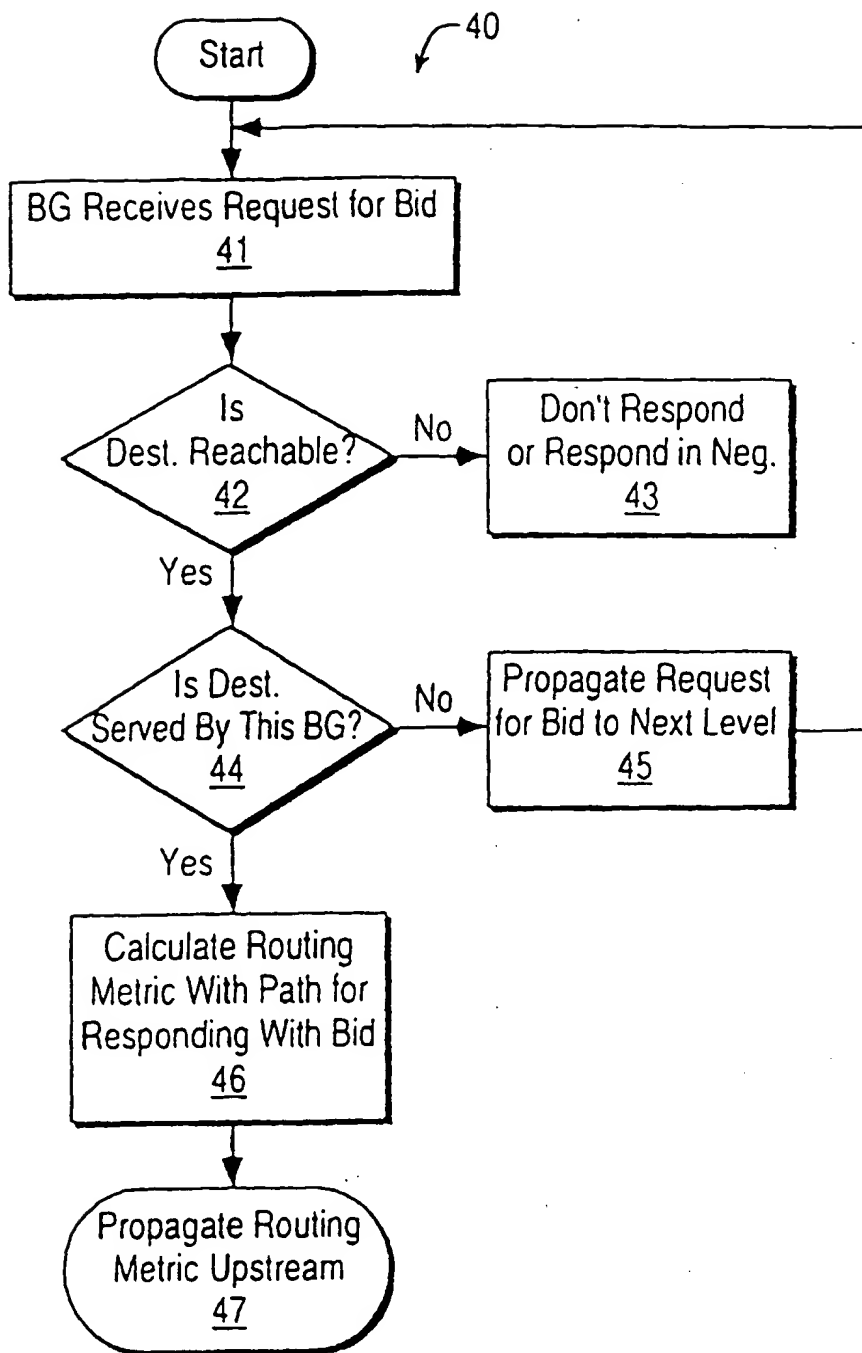 40
Start
BG Receives Request for Bid
41
Is
Dest. Reachable?
42
No
Don't Respond
or Respond in Neg.
43
Yes
Is Dest.
Served By This BG?
44
No
Propagate Request
for Bid to Next Level
45
Yes
Calculate Routing
Metric With Path for
Responding With Bid
46
Propagate Routing
Metric Upstream
47